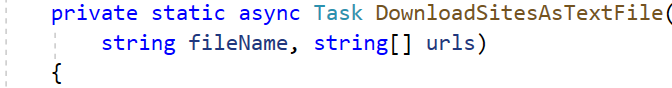 private static async Task DownloadSitesAsTextFile(
string fileName, string[] urls)
{